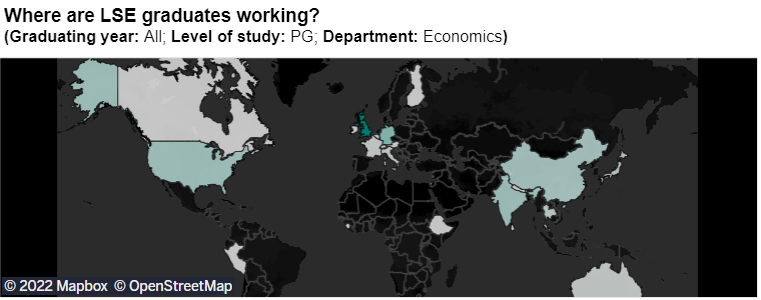 Where are LSE graduates working?
(Graduating year: All; Level of study: PG; Department: Economics)
© 2022 Mapbox © OpenStreetMap